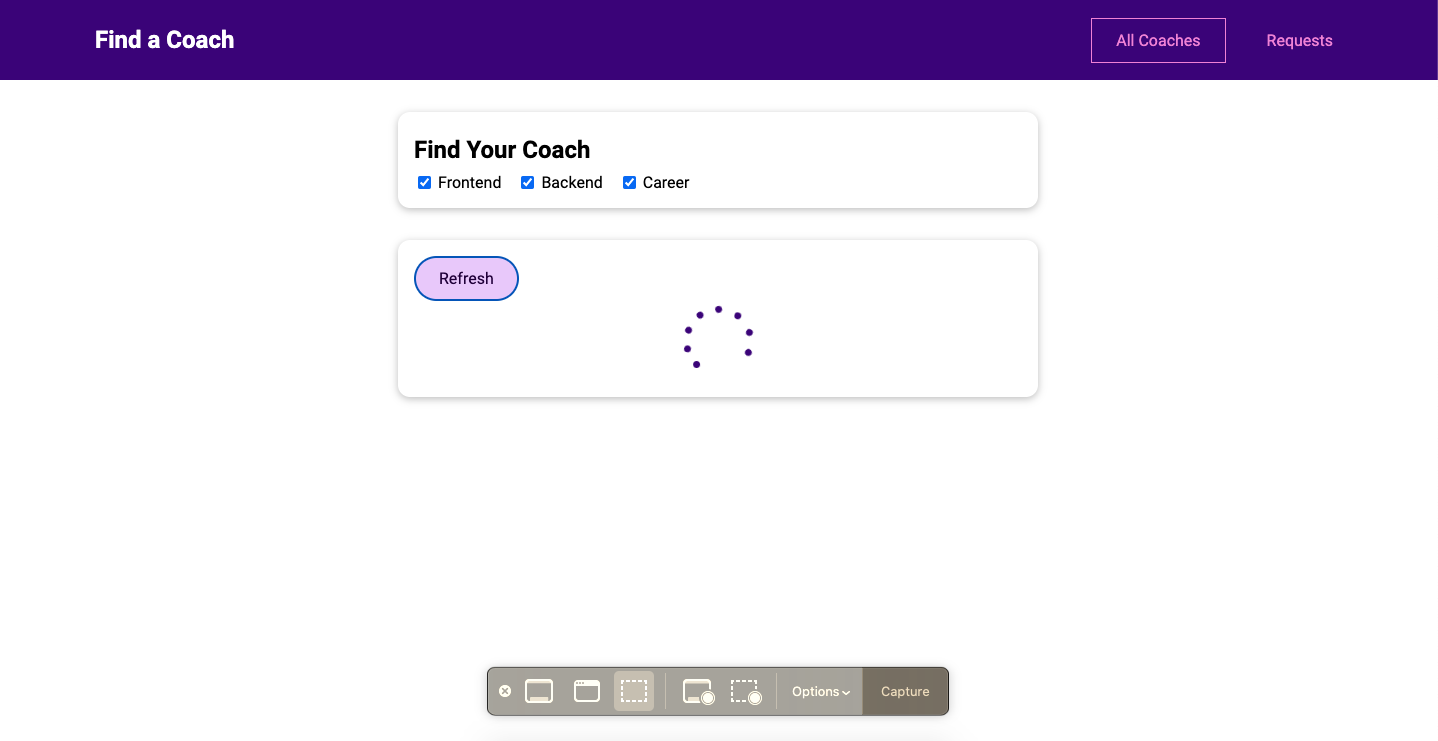 Find a Coach
All Coaches
Requests
Find Your Coach
Frontend Backend Career
Refresh
Options
Capture